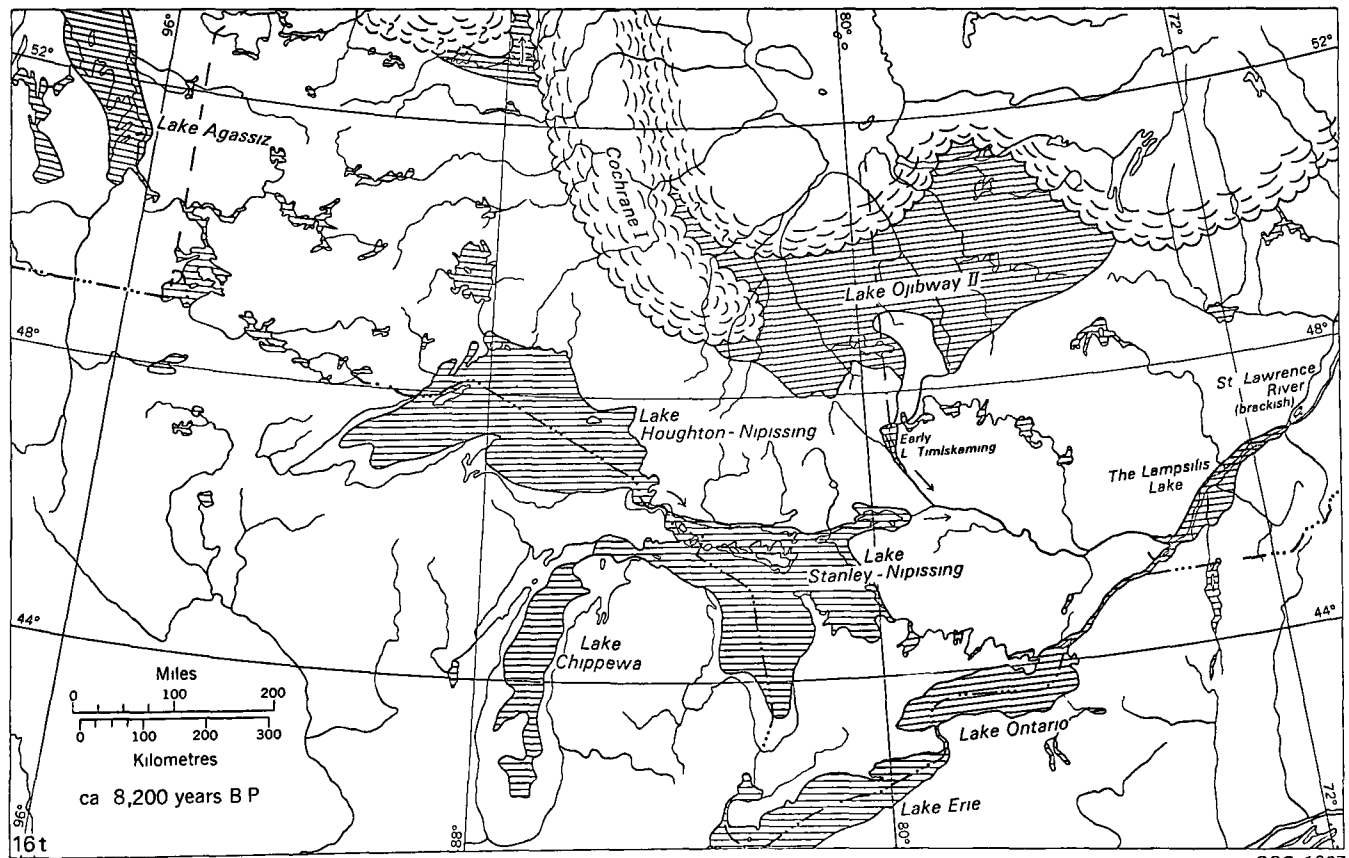 96°
80°
72°
52°
52°
Lake Agassiz
Cochrane I
Lake Ojibway II
48°
48°
St Lawrence
River
(brackish)
Lake
Houghton-Nipissing
Early
L Timiskaming
The Lampsilis
Lake
Lake
Stanley-Nipissing
44°
44°
Lake
Chippewa
Miles
0 100 200
0 100 200 300
Kilometres
Lake Ontario
ca 8,200 years B P
Lake Erie
96°
88°
80°
72°
16t